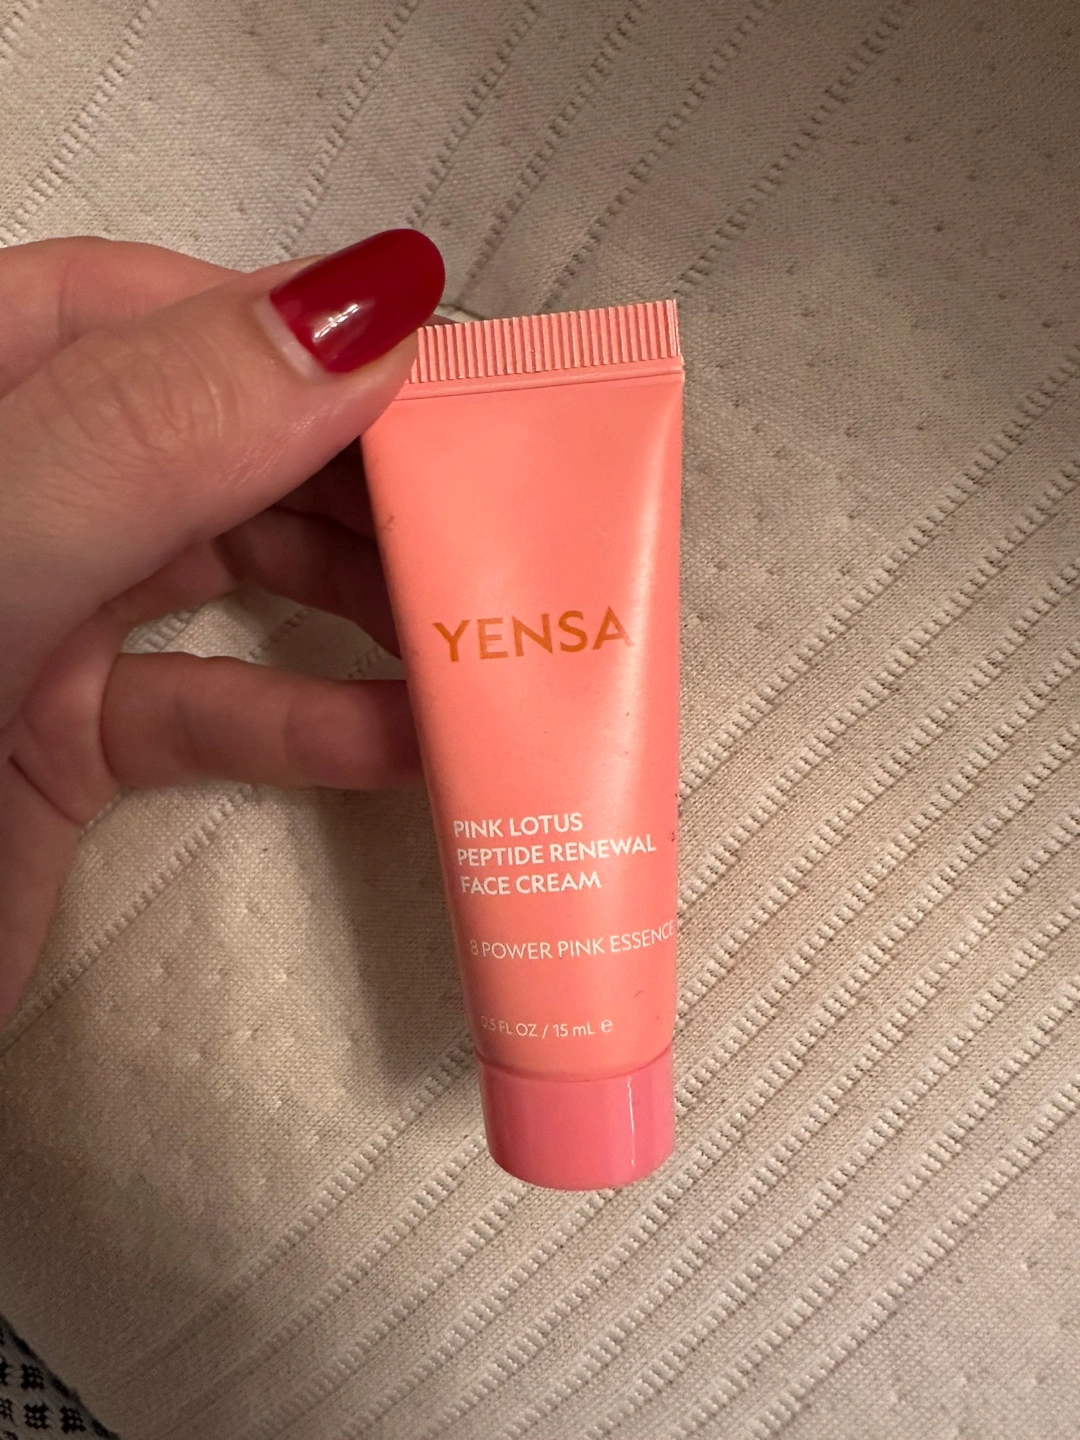 YENSA
PINK LOTUS
PEPTIDE RENEWAL
FACE CREAM
8 POWER PINK ESSENCE
0.5 FL OZ / 15 mL ℮